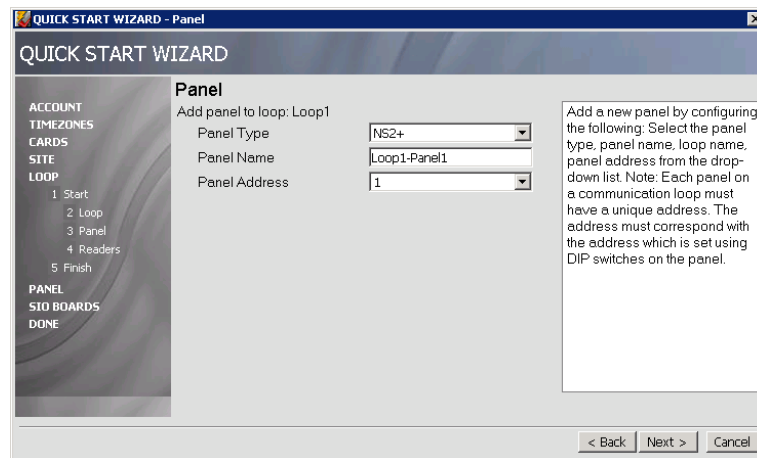 QUICK START WIZARD - Panel
QUICK START WIZARD
ACCOUNT
TIMEZONES
CARDS
SITE
LOOP
1 Start
2 Loop
3 Panel
4 Readers
5 Finish
PANEL
SIO BOARDS
DONE
Panel
Add panel to loop: Loop1
Panel Type NS2+
Panel Name Loop1-Panel1
Panel Address 1
Add a new panel by configuring
the following: Select the panel
type, panel name, loop name,
panel address from the drop-
down list. Note: Each panel on
a communication loop must
have a unique address. The
address must correspond with
the address which is set using
DIP switches on the panel.
< Back Next > Cancel